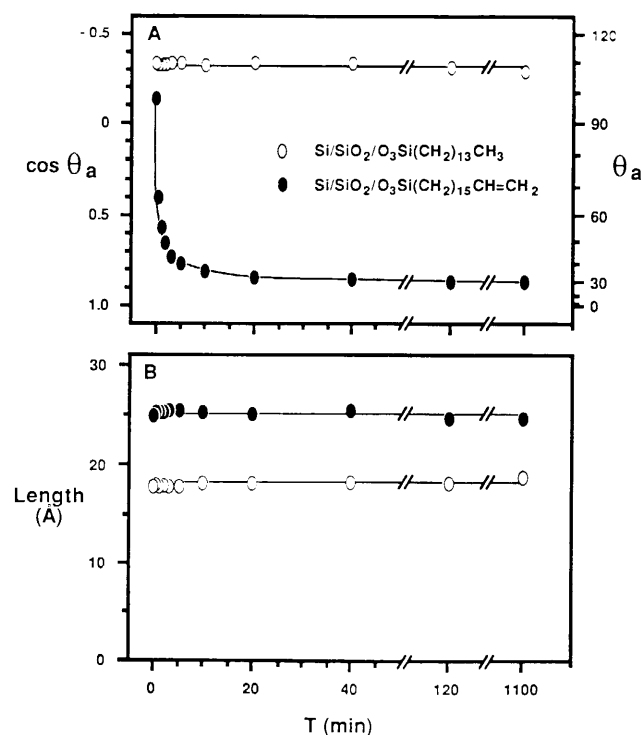 A
- 0.5
0
0.5
1.0
cos θa
120
90
60
30
0
θa
Si/SiO2/O3Si(CH2)13CH3
Si/SiO2/O3Si(CH2)15CH=CH2
B
30
20
10
0
Length
(Å)
0 20 40 120 1100
T (min)